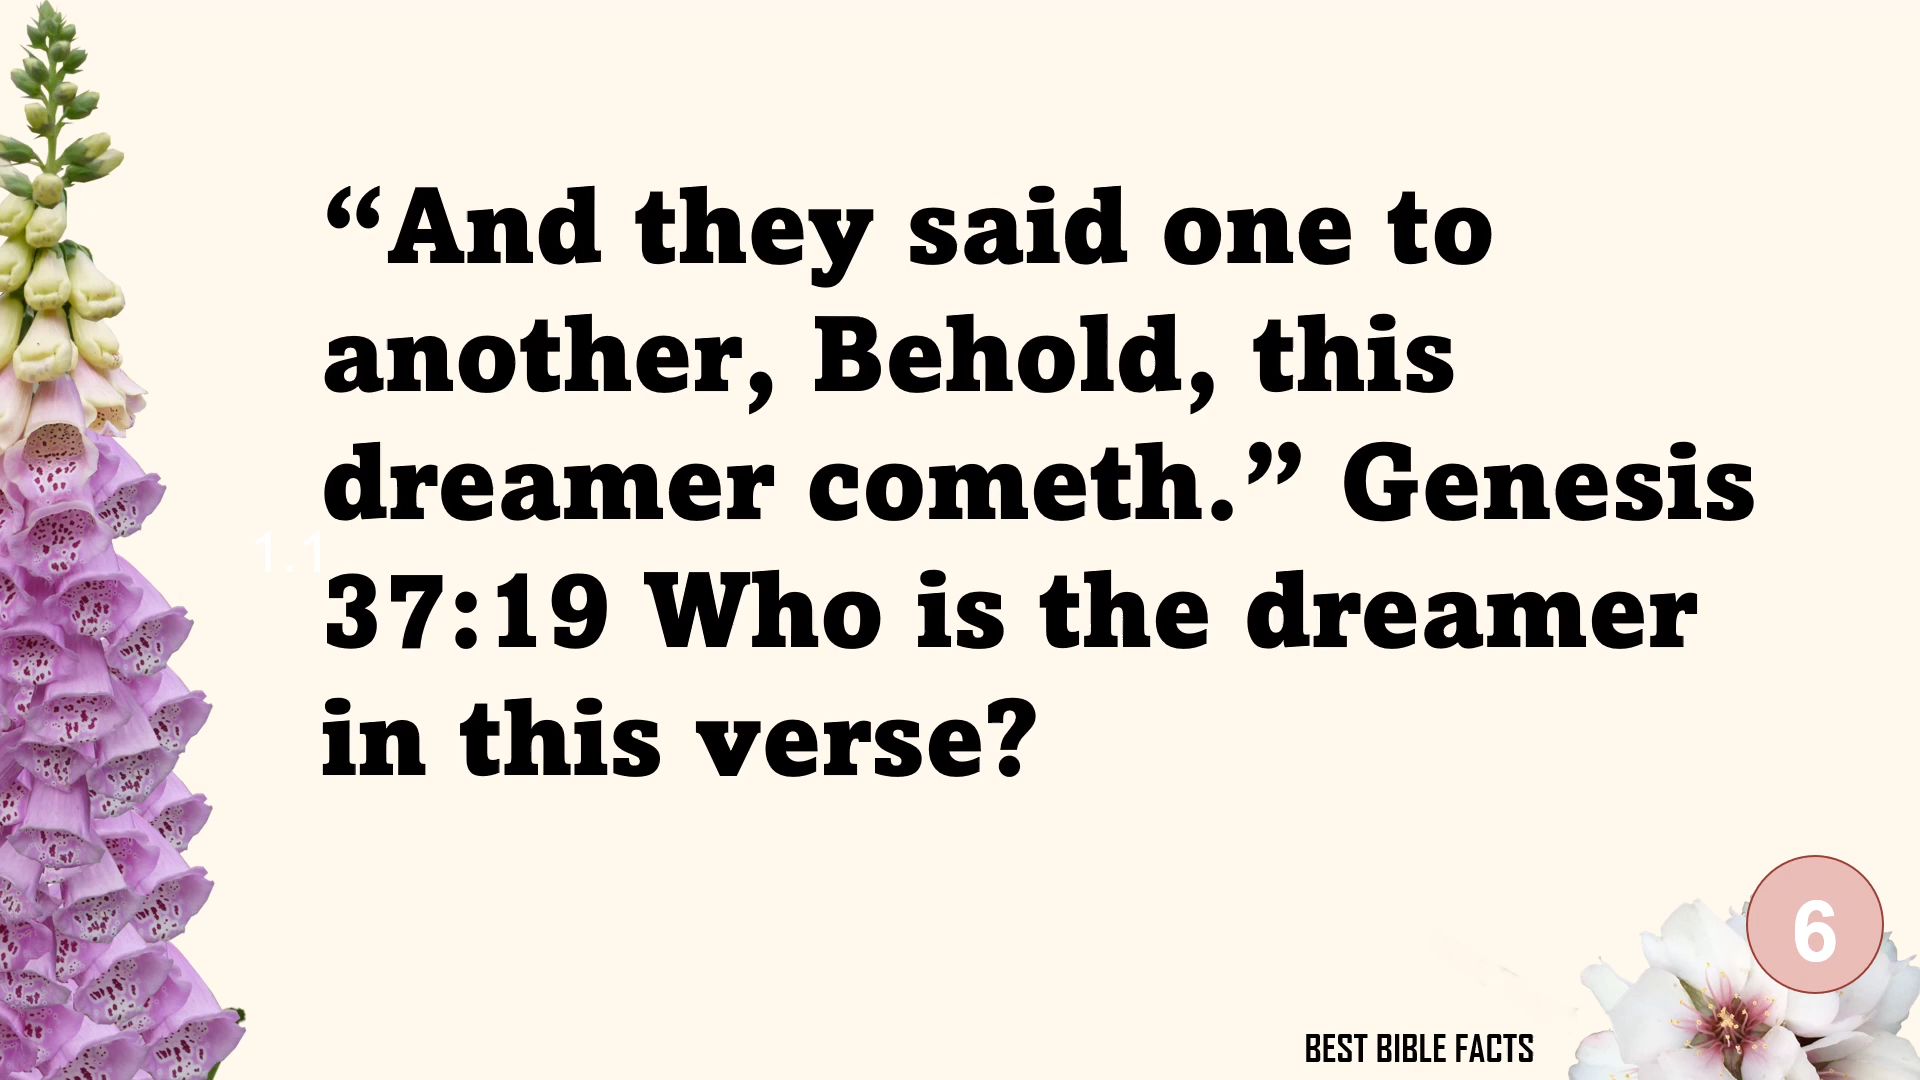 “And they said one to
another, Behold, this
dreamer cometh.” Genesis
1.1
37:19 Who is the dreamer
in this verse?
6
BEST BIBLE FACTS